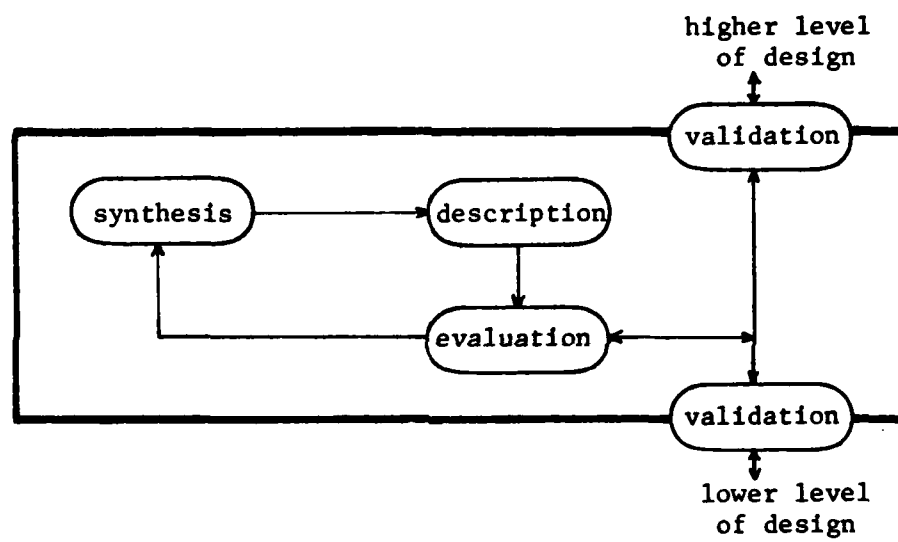 higher level
of design
validation
synthesis
description
evaluation
validation
lower level
of design